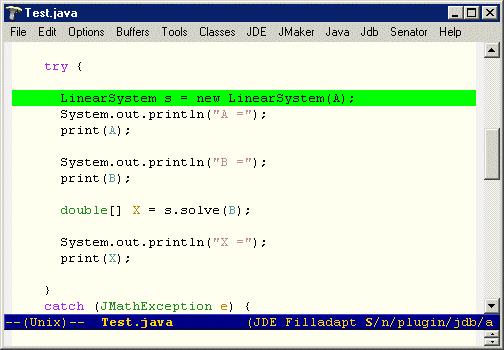 Test.java
File Edit Options Buffers Tools Classes JDE JMaker Java Jdb Senator Help
try {
LinearSystem s = new LinearSystem(A);
System.out.println("A =");
print(A);
System.out.println("B =");
print(B);
double[] X = s.solve(B);
System.out.println("X =");
print(X);
}
catch (JMathException e) {
--(Unix)-- Test.java (JDE Filladapt S/n/plugin/jdb/a